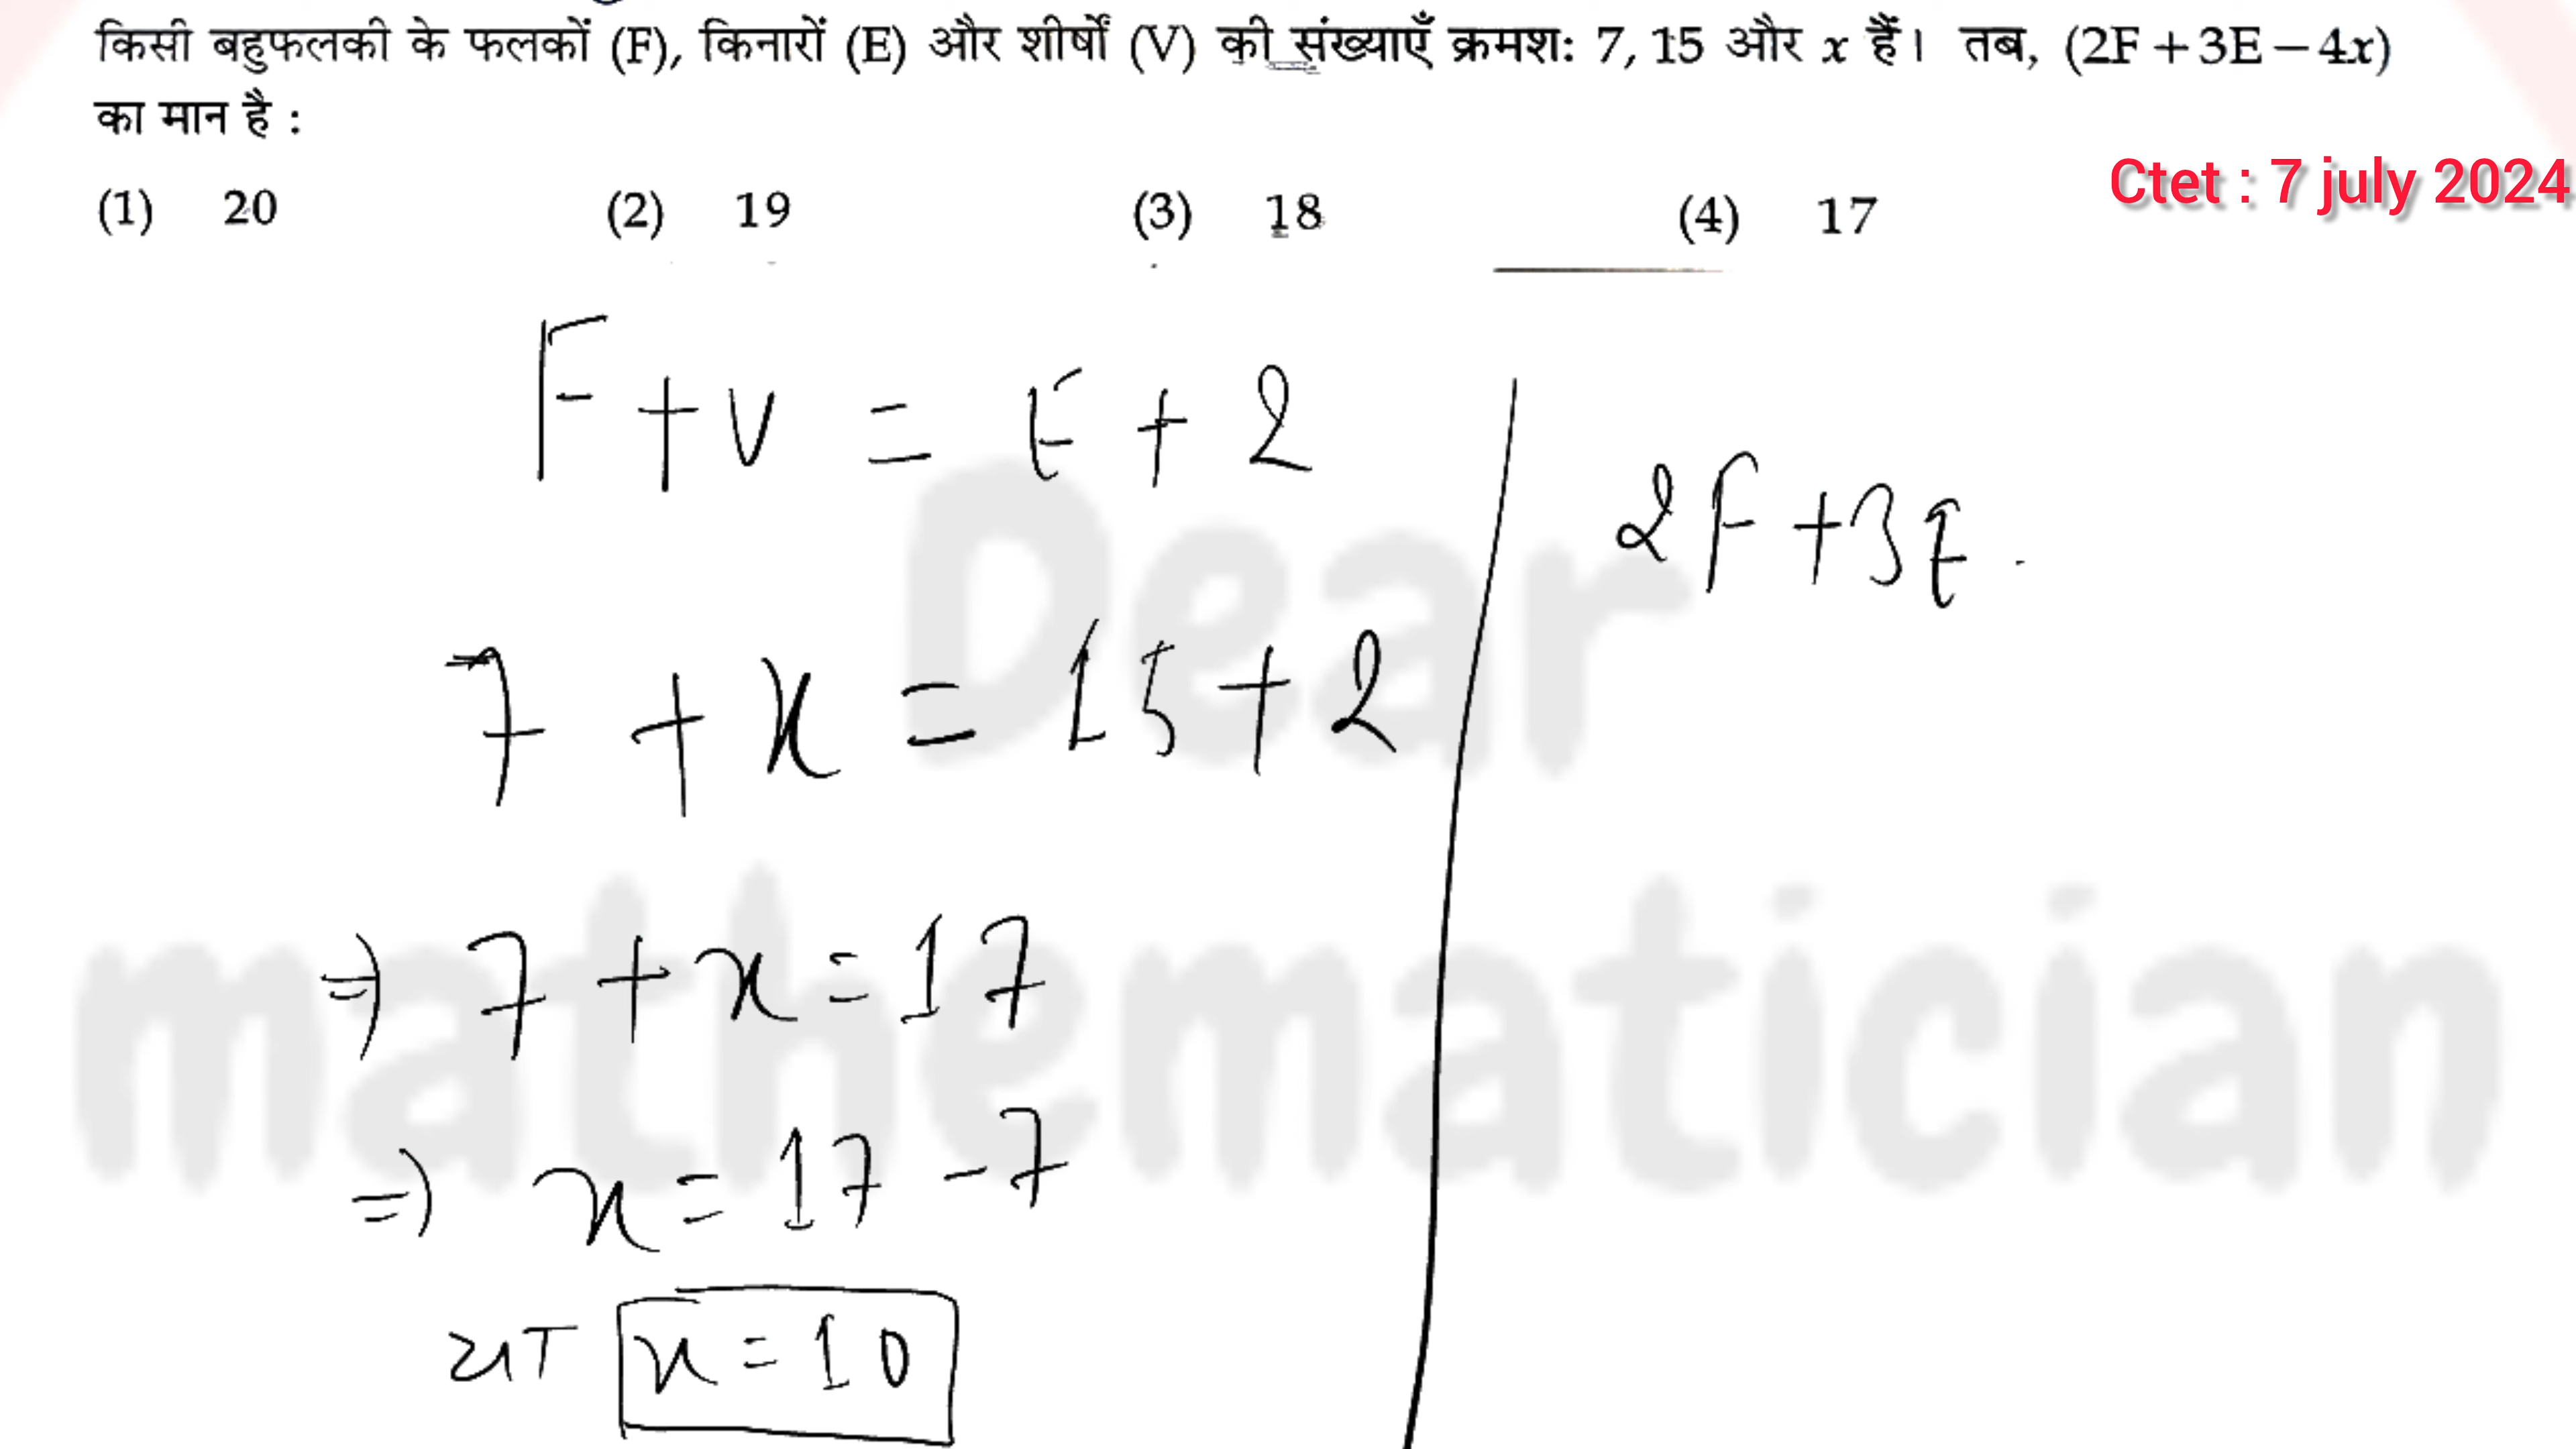 किसी बहुफलकी के फलकों (F), किनारों (E) और शीर्षों (V) की संख्याएँ क्रमशः 7, 15 और x हैं। तब, (2F+3E−4x)
का मान है :
(1) 20 (2) 19 (3) 18 (4) 17
Ctet : 7 july 2024
F + V = E + 2
2F + 3E
7 + x = 15 + 2
⇒ 7 + x = 17
⇒ x = 17 - 7
या x = 10
Dear
mathematician